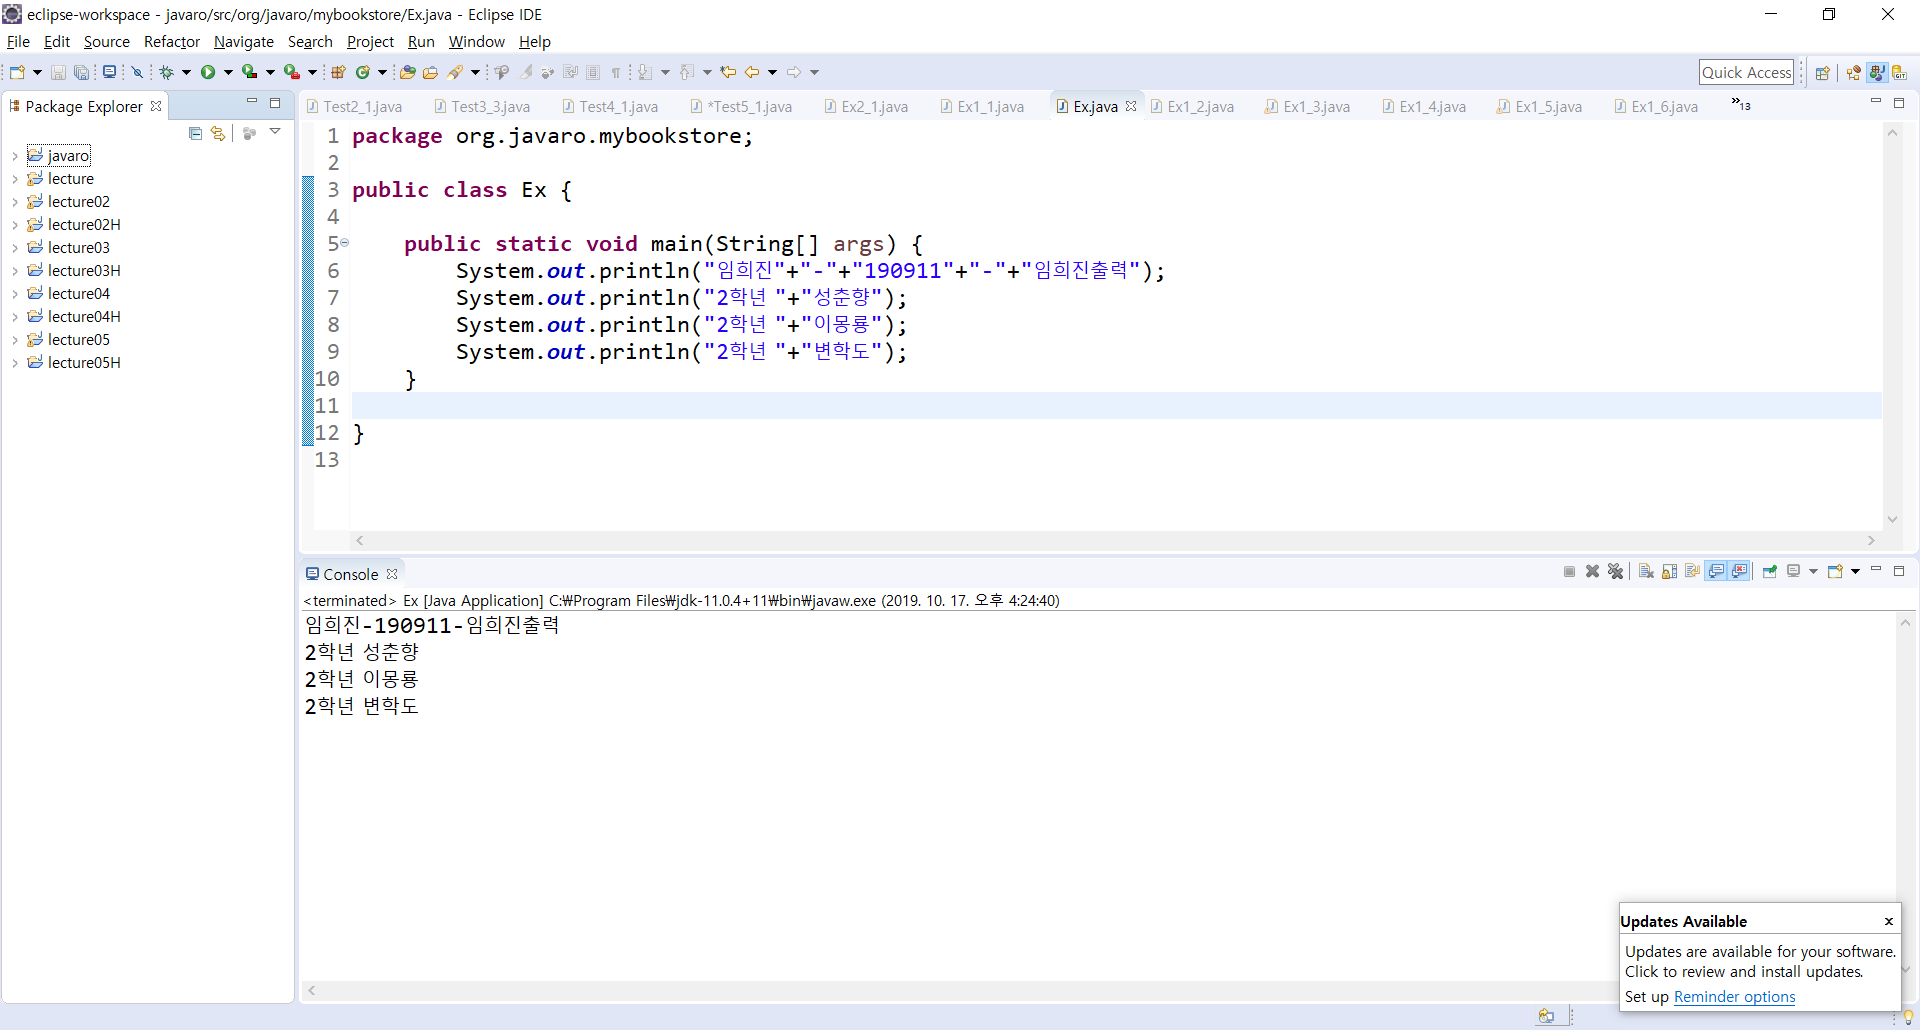 eclipse-workspace - javaro/src/org/javaro/mybookstore/Ex.java - Eclipse IDE
File Edit Source Refactor Navigate Search Project Run Window Help
Quick Access
Package Explorer
javaro
lecture
lecture02
lecture02H
lecture03
lecture03H
lecture04
lecture04H
lecture05
lecture05H
Test2_1.java Test3_3.java Test4_1.java *Test5_1.java Ex2_1.java Ex1_1.java Ex.java Ex1_2.java Ex1_3.java Ex1_4.java Ex1_5.java Ex1_6.java »13
1 package org.javaro.mybookstore;
2
3 public class Ex {
4
5 public static void main(String[] args) {
6 System.out.println("임희진"+"-"+"190911"+"-"+"임희진출력");
7 System.out.println("2학년 "+"성춘향");
8 System.out.println("2학년 "+"이몽룡");
9 System.out.println("2학년 "+"변학도");
10 }
11
12 }
13
Console
<terminated> Ex [Java Application] C:₩Program Files₩jdk-11.0.4+11₩bin₩javaw.exe (2019. 10. 17. 오후 4:24:40)
임희진-190911-임희진출력
2학년 성춘향
2학년 이몽룡
2학년 변학도
Updates Available x
Updates are available for your software.
Click to review and install updates.
Set up Reminder options